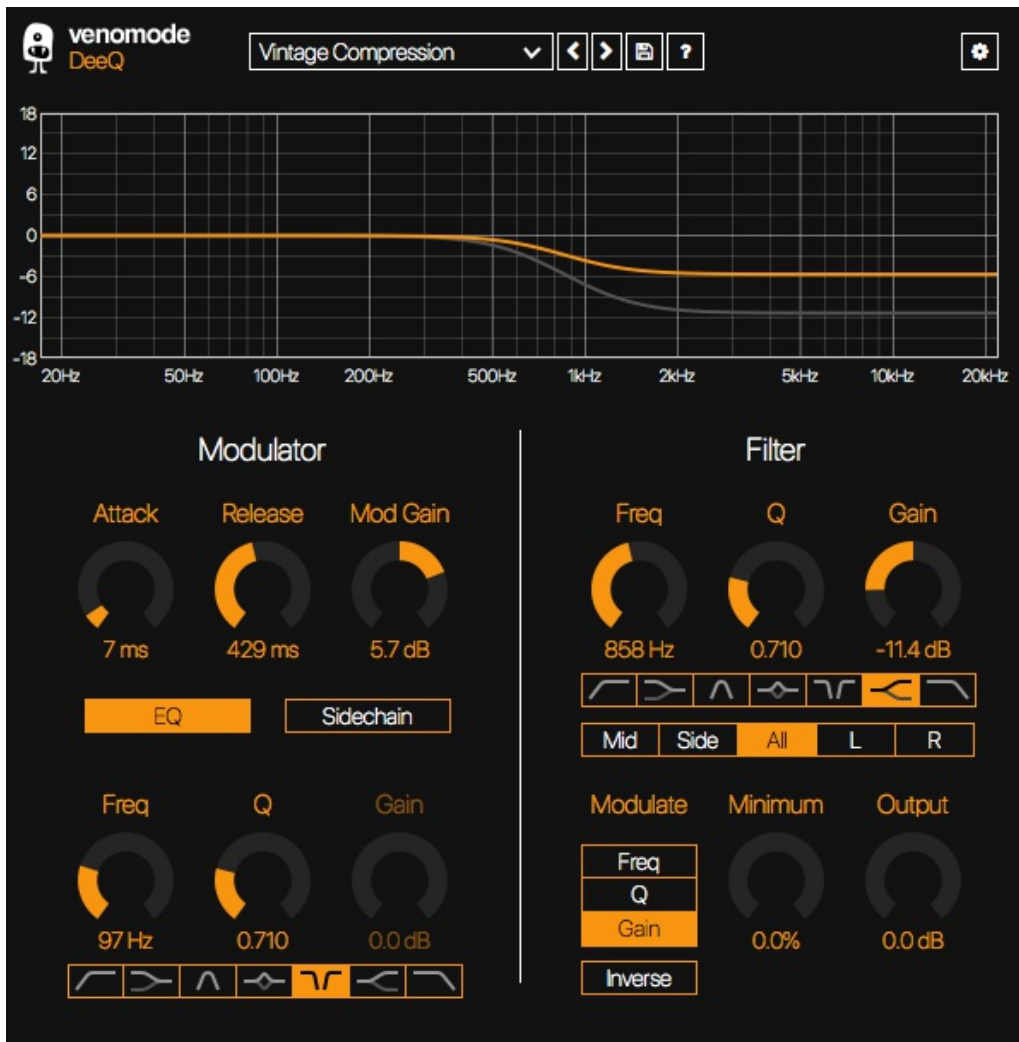 venomode
DeeQ
Vintage Compression
?
18
12
6
0
-6
-12
-18
20Hz 50Hz 100Hz 200Hz 500Hz 1kHz 2kHz 5kHz 10kHz 20kHz
Modulator
Attack Release Mod Gain
7 ms 429 ms 5.7 dB
EQ Sidechain
Freq Q Gain
97 Hz 0.710 0.0 dB
Filter
Freq Q Gain
858 Hz 0.710 -11.4 dB
Mid Side All L R
Modulate Minimum Output
Freq
Q
Gain
0.0% 0.0 dB
Inverse